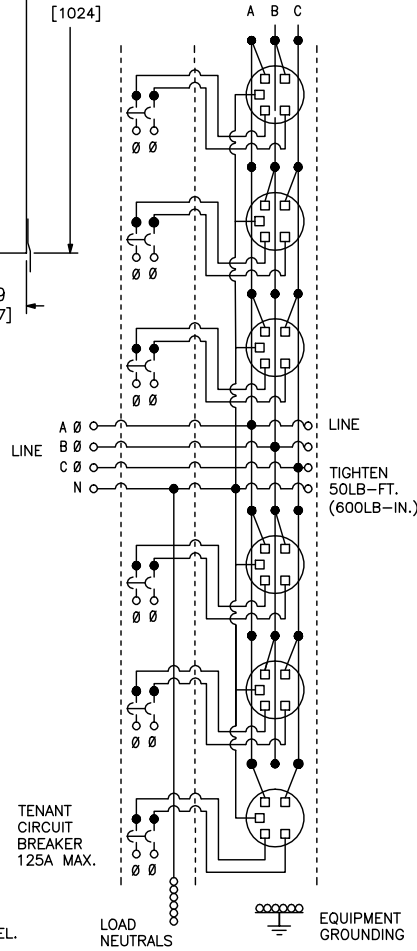 [1024]
A B C
Ø Ø
Ø Ø
9
7]
Ø Ø
A Ø
LINE
LINE
B Ø
C Ø
N
TIGHTEN
50LB-FT.
(600LB-IN.)
Ø Ø
Ø Ø
TENANT
CIRCUIT
BREAKER
125A MAX.
Ø Ø
EL.
LOAD
NEUTRALS
EQUIPMENT
GROUNDING